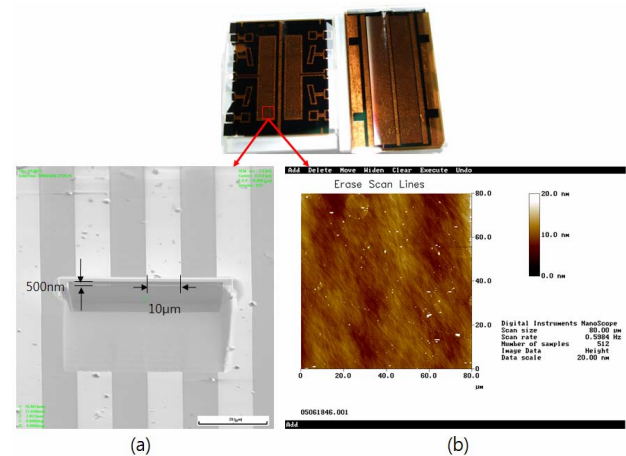 Add Delete Move Widen Clear Execute Undo
Erase Scan Lines
80.0
60.0
40.0
20.0
0
0 20.0 40.0 60.0 80.0
µm
20.0 nm
10.0 nm
0.0 nm
Digital Instruments NanoScope
Scan size 80.00 µm
Scan rate 0.5984 Hz
Number of samples 512
Image Data Height
Data scale 20.00 nm
05061846.001
Add
500nm
10µm
(a)
(b)